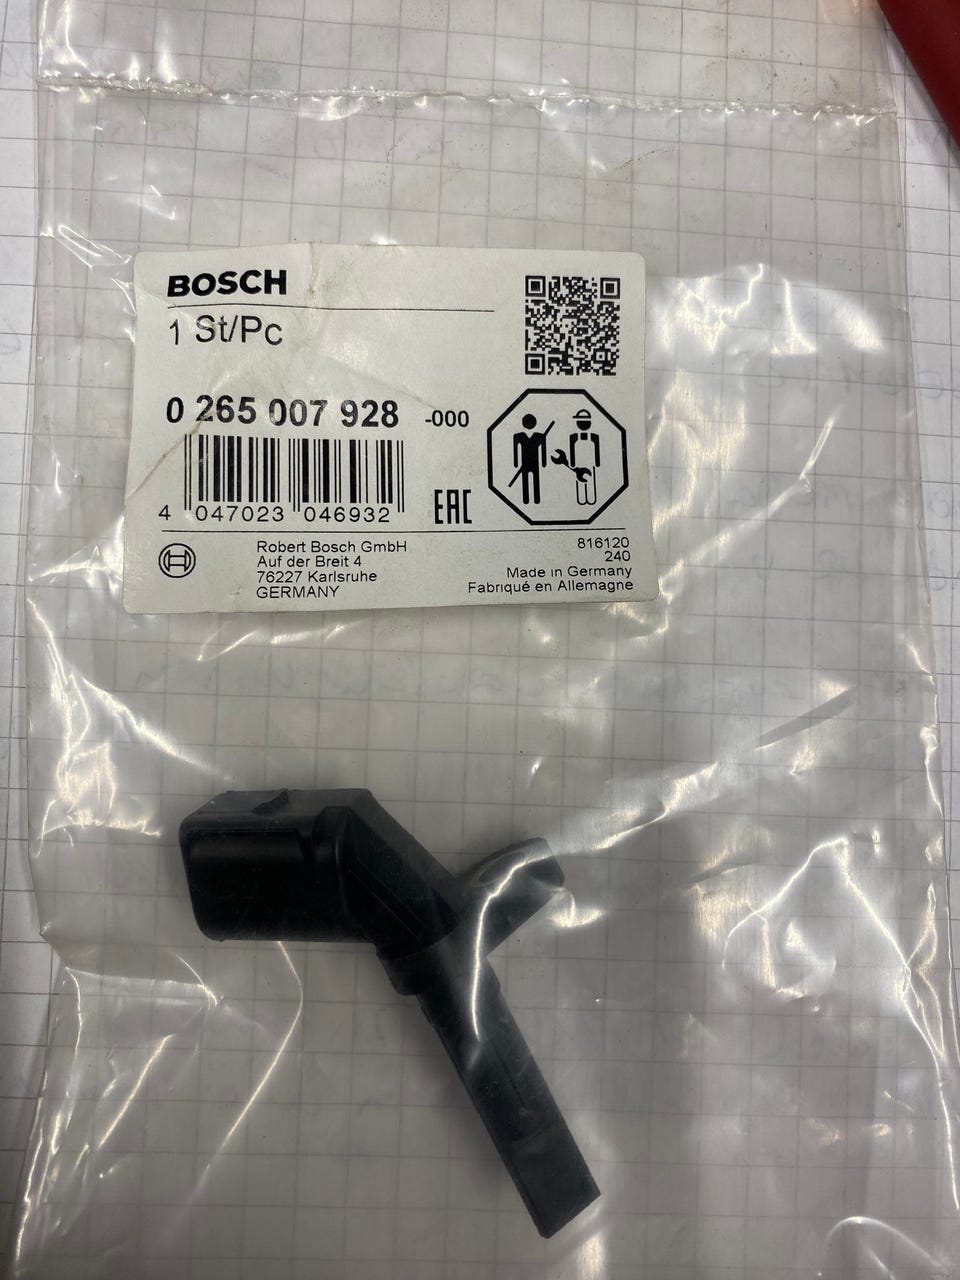 BOSCH
1 St/Pc
0 265 007 928 -000
4 047023 046932
EAC
Robert Bosch GmbH
Auf der Breit 4
76227 Karlsruhe
GERMANY
816120
240
Made in Germany
Fabriqué en Allemagne